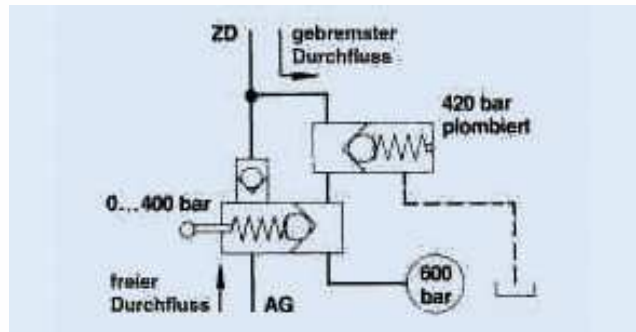 ZD
gebremster
Durchfluss
420 bar
plombiert
0...400 bar
600
bar
freier
Durchfluss
AG